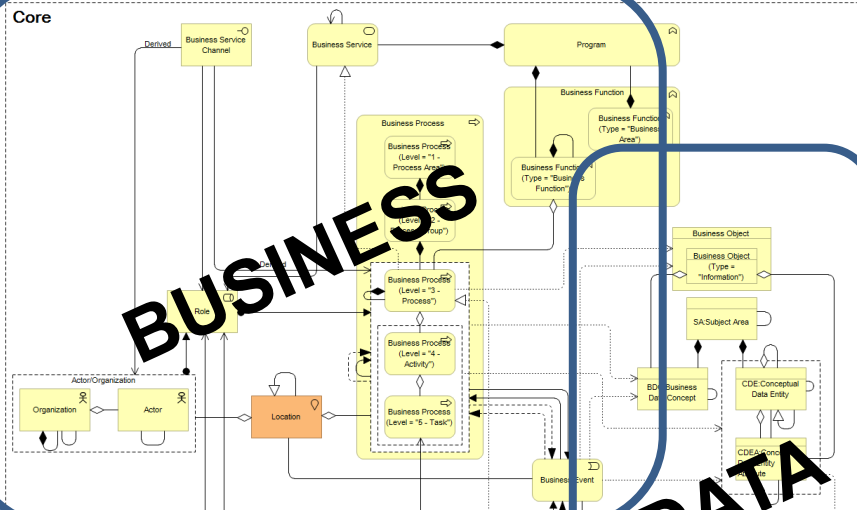 Core
Derived
Business Service
Channel
Business Service
Program
Business Function
Business Function
(Type = "Business
Area")
Business Process
Business Process
(Level = "1 -
Process Area")
Business Function
(Type = "Business
Function")
BUSINESS
Business Object
Business Object
(Type =
"Information")
Business Process
(Level = "3 -
Process")
Role
SA:Subject Area
Business Process
(Level = "4 -
Activity")
Actor/Organization
Organization
Actor
Location
Business Process
(Level = "5 - Task")
Business
Concept
CDE:Conceptual
Data Entity
Business Event
DATA